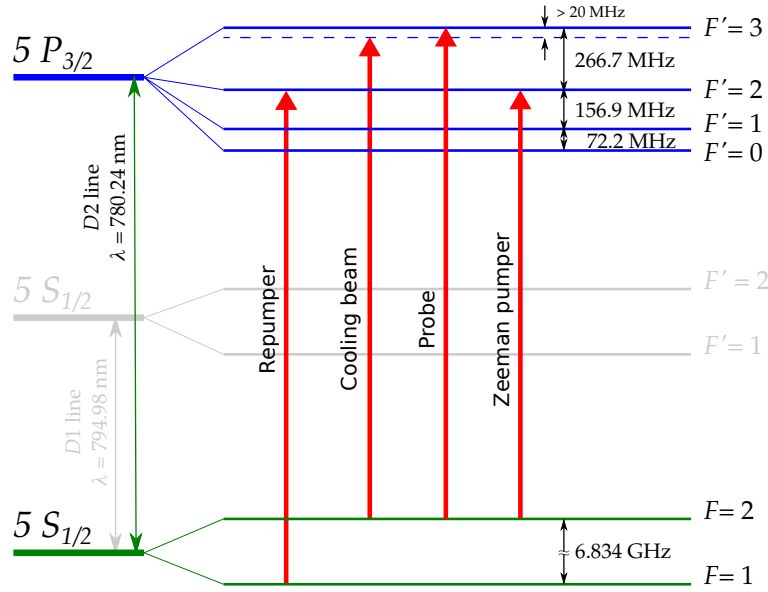 > 20 MHz
F' = 3
5 P3/2
266.7 MHz
F' = 2
156.9 MHz
F' = 1
72.2 MHz
F' = 0
D2 line
λ = 780.24 nm
5 S1/2
F' = 2
F' = 1
Repumper
Cooling beam
Probe
Zeeman pumper
D1 line
λ = 794.98 nm
5 S1/2
F = 2
≈ 6.834 GHz
F = 1